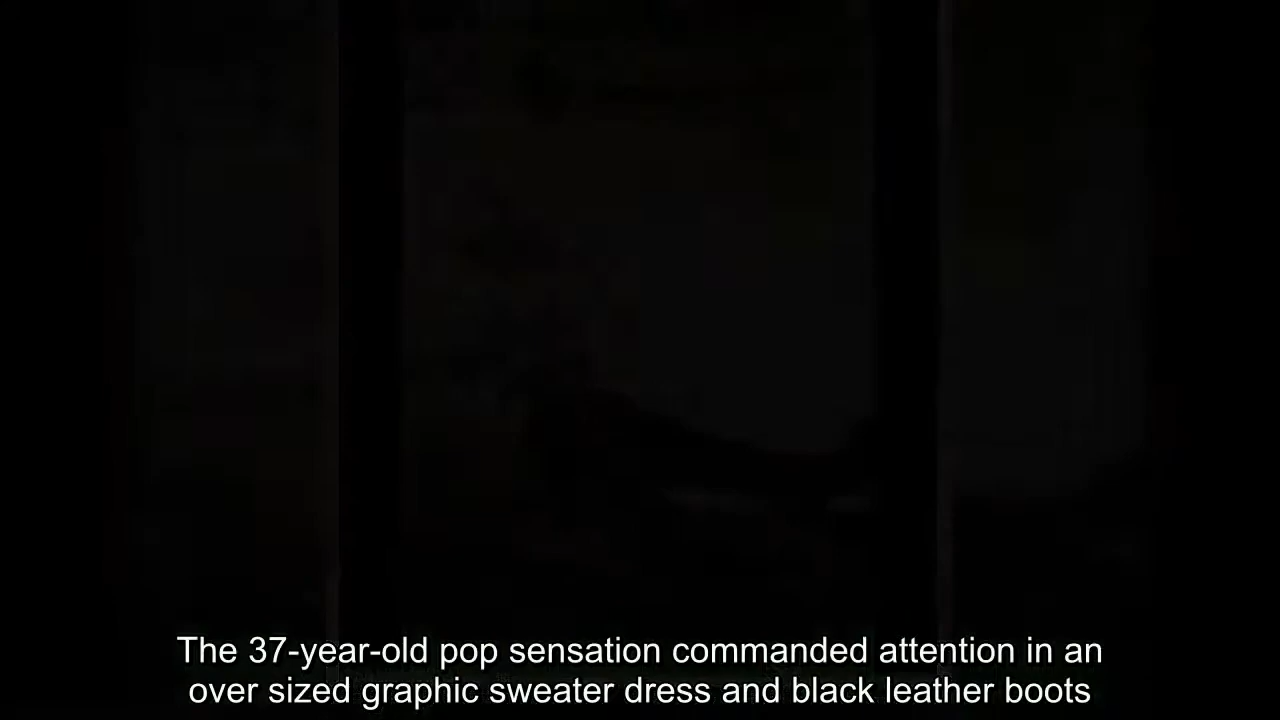 The 37-year-old pop sensation commanded attention in an
over sized graphic sweater dress and black leather boots